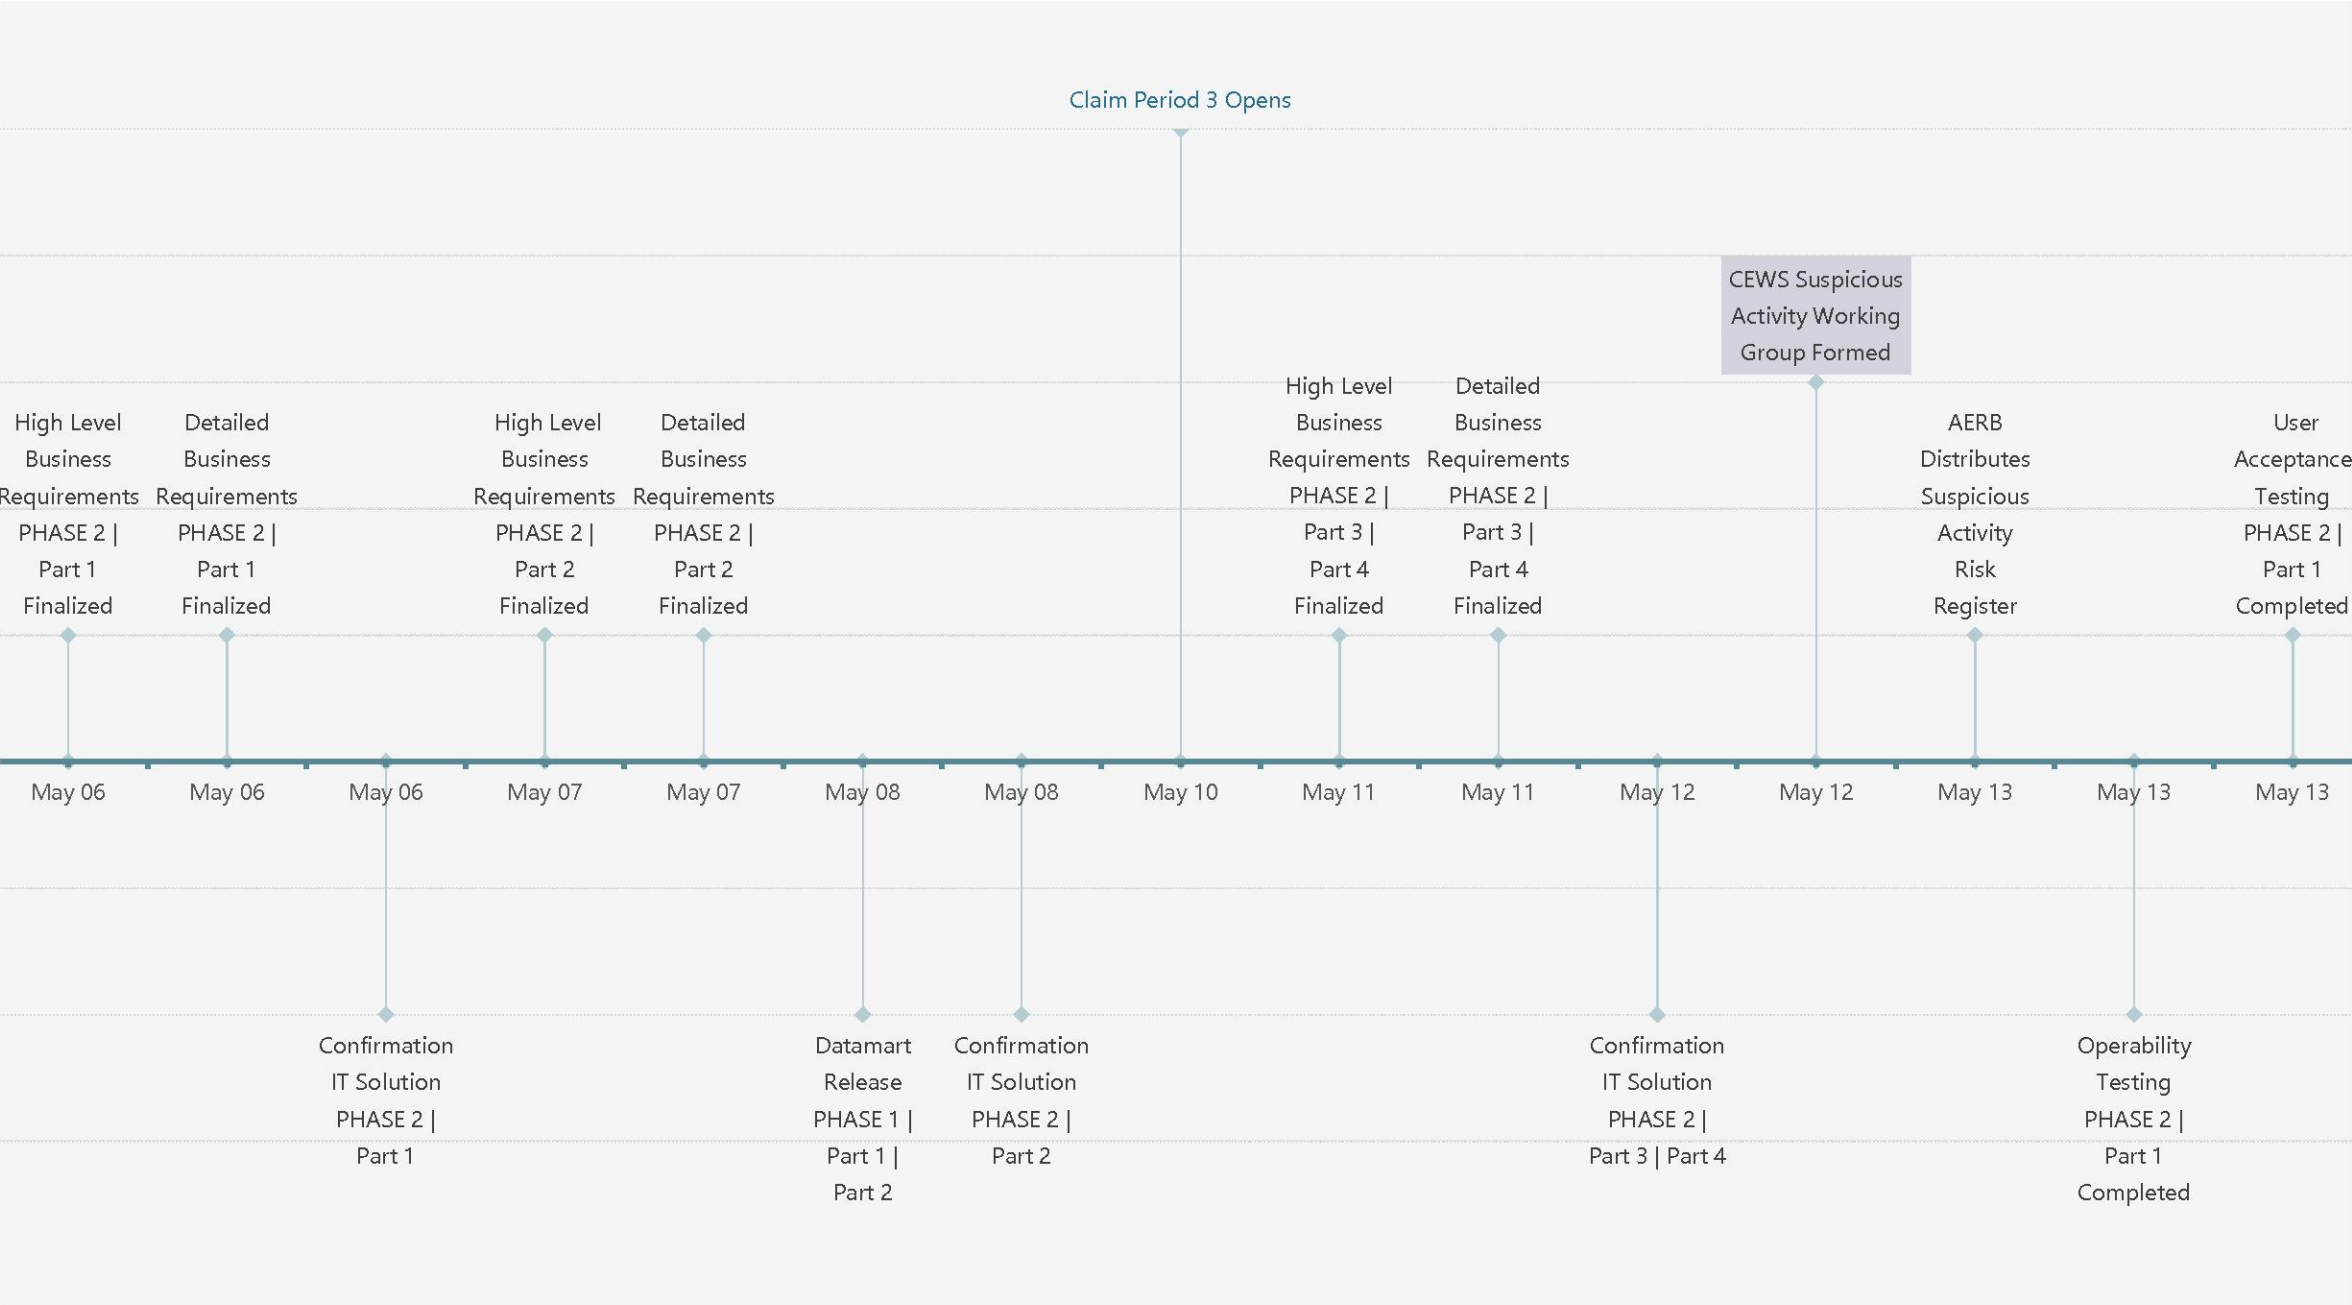 Claim Period 3 Opens
CEWS Suspicious
Activity Working
Group Formed
High Level
Business
Requirements
PHASE 2 |
Part 1
Finalized
Detailed
Business
Requirements
PHASE 2 |
Part 1
Finalized
High Level
Business
Requirements
PHASE 2 |
Part 2
Finalized
Detailed
Business
Requirements
PHASE 2 |
Part 2
Finalized
High Level
Business
Requirements
PHASE 2 |
Part 3 |
Part 4
Finalized
Detailed
Business
Requirements
PHASE 2 |
Part 3 |
Part 4
Finalized
AERB
Distributes
Suspicious
Activity
Risk
Register
User
Acceptance
Testing
PHASE 2 |
Part 1
Completed
May 06
May 06
May 06
May 07
May 07
May 08
May 08
May 10
May 11
May 11
May 12
May 12
May 13
May 13
May 13
Confirmation
IT Solution
PHASE 2 |
Part 1
Datamart
Release
PHASE 1 |
Part 1 |
Part 2
Confirmation
IT Solution
PHASE 2 |
Part 2
Confirmation
IT Solution
PHASE 2 |
Part 3 | Part 4
Operability
Testing
PHASE 2 |
Part 1
Completed